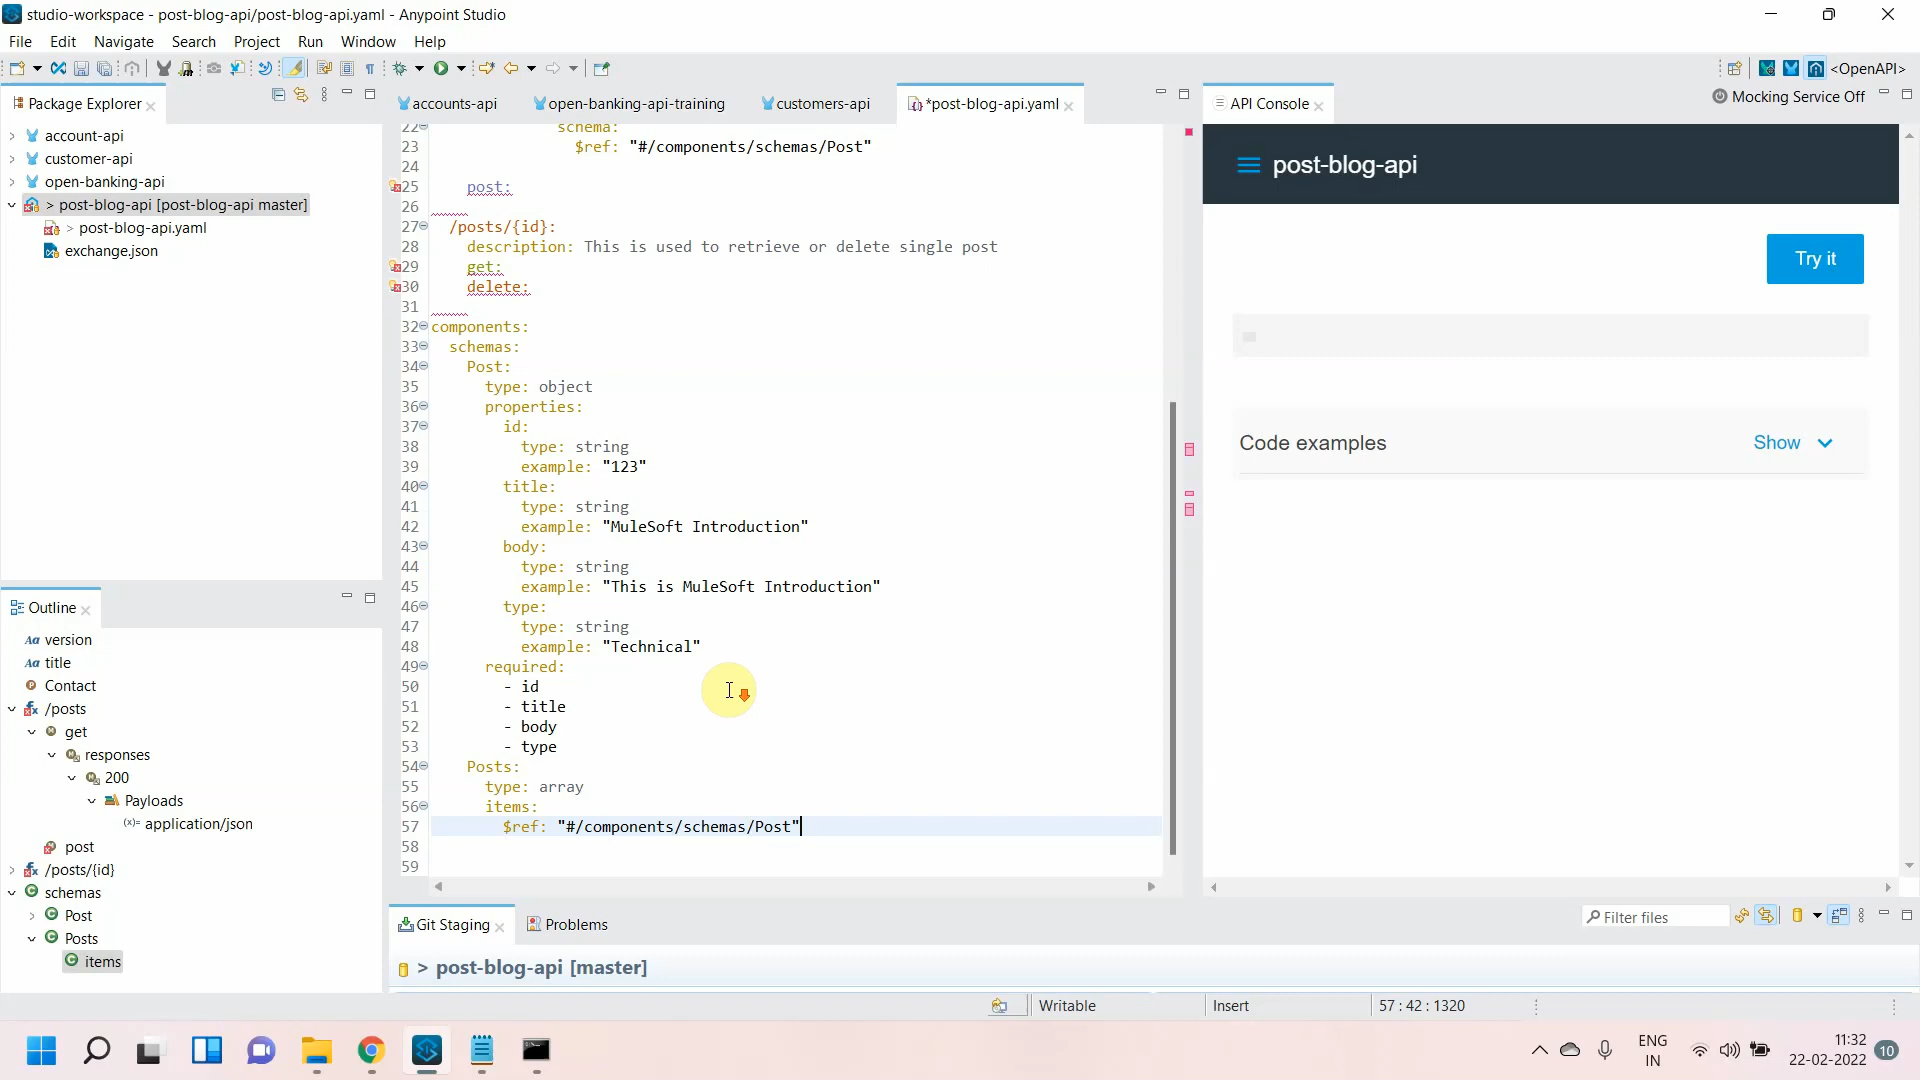 studio-workspace - post-blog-api/post-blog-api.yaml - Anypoint Studio
File Edit Navigate Search Project Run Window Help
<OpenAPI>
Package Explorer
account-api
customer-api
open-banking-api
> post-blog-api [post-blog-api master]
> post-blog-api.yaml
exchange.json
Outline
version
title
Contact
/posts
get
responses
200
Payloads
application/json
post
/posts/{id}
schemas
Post
Posts
items
accounts-api open-banking-api-training customers-api *post-blog-api.yaml
22 schema:
23 $ref: "#/components/schemas/Post"
24
25 post:
26
27 /posts/{id}:
28 description: This is used to retrieve or delete single post
29 get:
30 delete:
31
32 components:
33 schemas:
34 Post:
35 type: object
36 properties:
37 id:
38 type: string
39 example: "123"
40 title:
41 type: string
42 example: "MuleSoft Introduction"
43 body:
44 type: string
45 example: "This is MuleSoft Introduction"
46 type:
47 type: string
48 example: "Technical"
49 required:
50 - id
51 - title
52 - body
53 - type
54 Posts:
55 type: array
56 items:
57 $ref: "#/components/schemas/Post"
58
59
API Console
Mocking Service Off
post-blog-api
Try it
Code examples
Show
Git Staging Problems
Filter files
> post-blog-api [master]
Writable Insert 57 : 42 : 1320
ENG
IN
11:32
22-02-2022
10